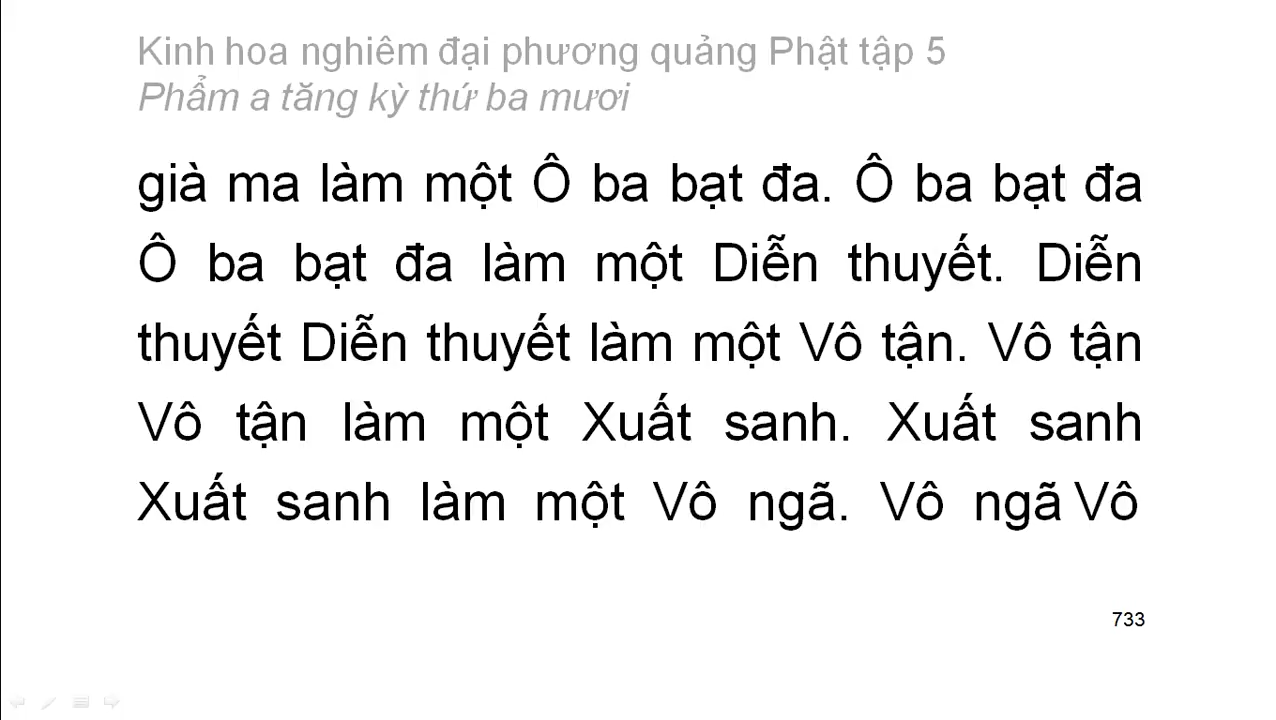 Kinh hoa nghiêm đại phương quảng Phật tập 5
Phẩm a tăng kỳ thứ ba mươi
già ma làm một Ô ba bạt đa. Ô ba bạt đa
Ô ba bạt đa làm một Diễn thuyết. Diễn
thuyết Diễn thuyết làm một Vô tận. Vô tận
Vô tận làm một Xuất sanh. Xuất sanh
Xuất sanh làm một Vô ngã. Vô ngã Vô
733